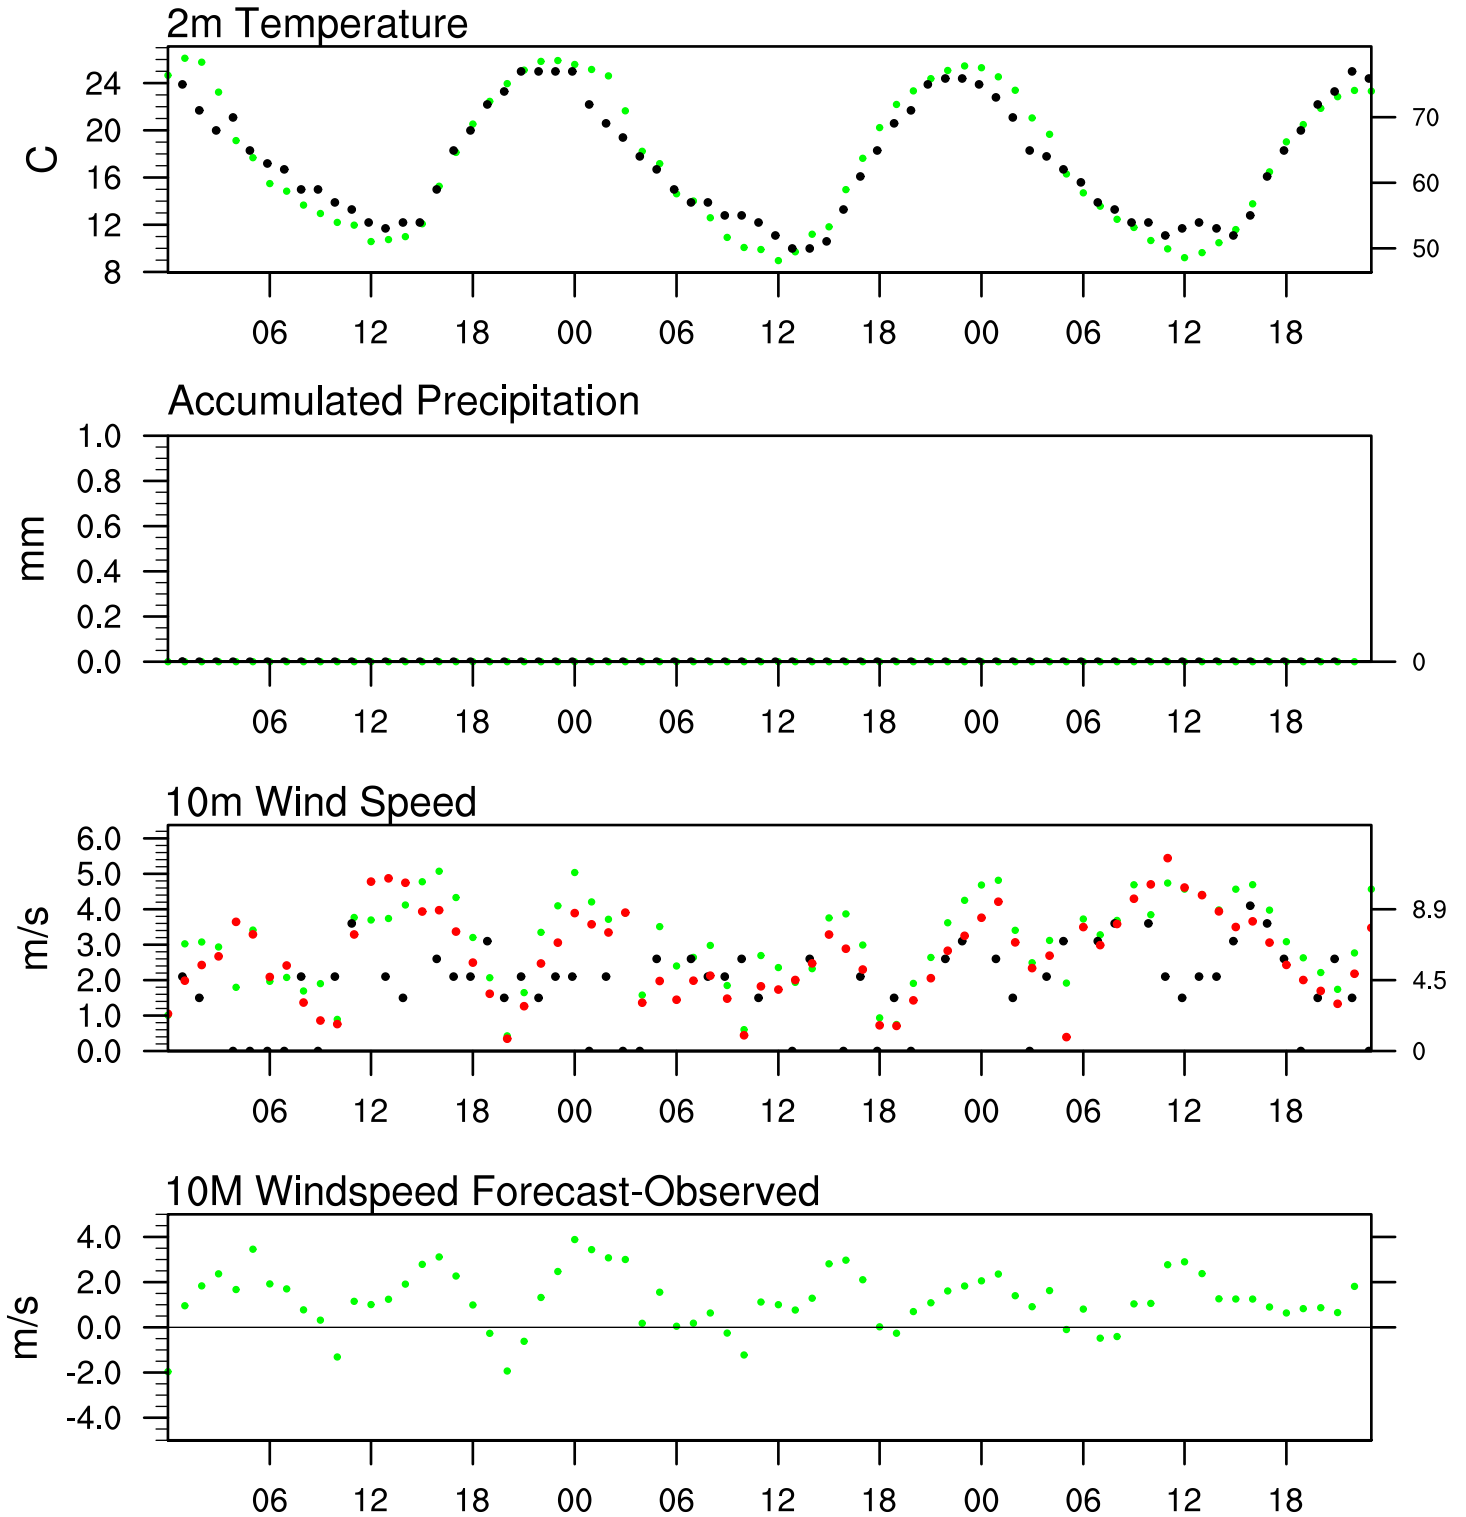 2m Temperature
24
20
16
12
8
C
70
60
50
06 12 18 00 06 12 18 00 06 12 18
Accumulated Precipitation
1.0
0.8
0.6
0.4
0.2
0.0
mm
0
06 12 18 00 06 12 18 00 06 12 18
10m Wind Speed
6.0
5.0
4.0
3.0
2.0
1.0
0.0
m/s
8.9
4.5
0
06 12 18 00 06 12 18 00 06 12 18
10M Windspeed Forecast-Observed
4.0
2.0
0.0
-2.0
-4.0
m/s
06 12 18 00 06 12 18 00 06 12 18